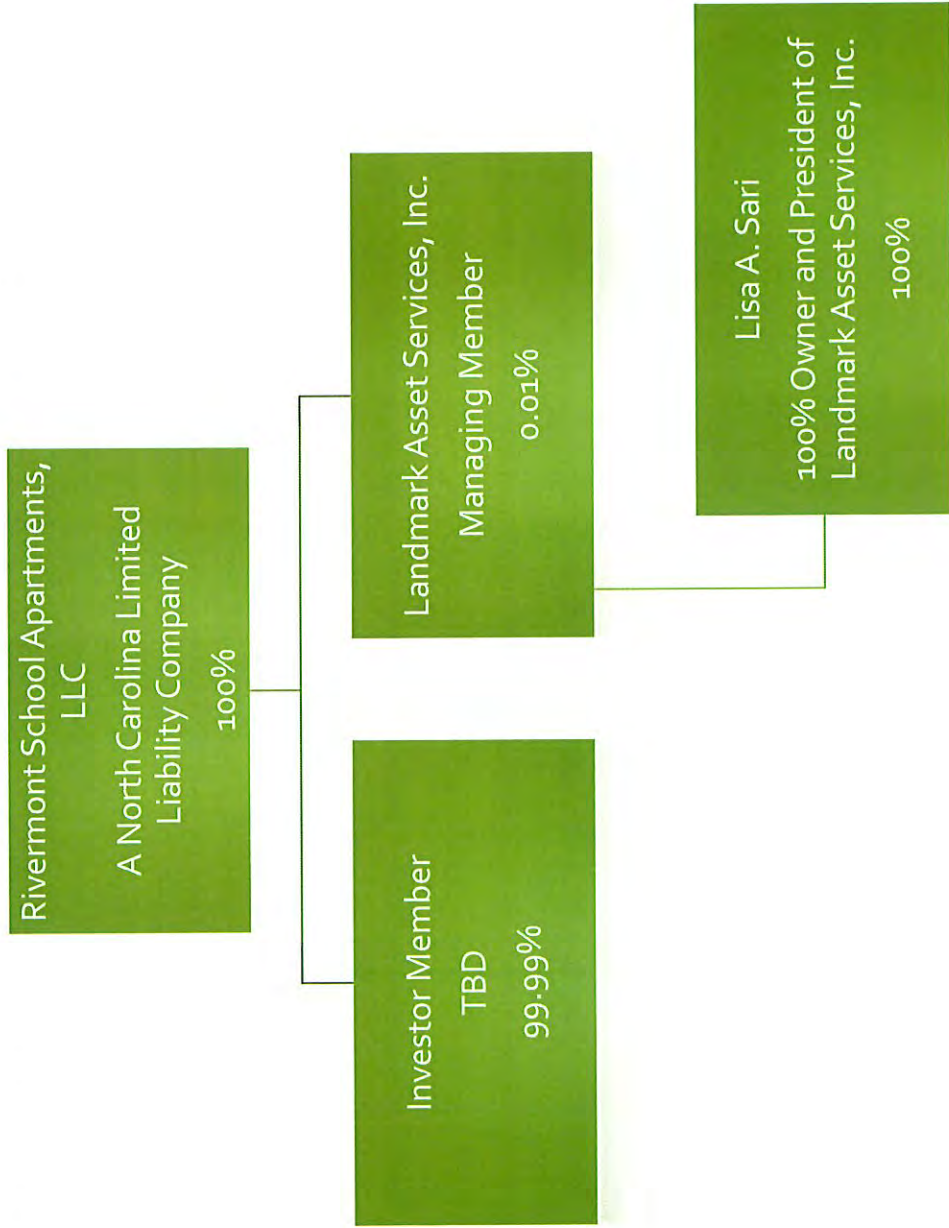 Rivermont School Apartments,
LLC
A North Carolina Limited
Liability Company
100%
Investor Member
TBD
99.99%
Landmark Asset Services, Inc.
Managing Member
0.01%
Lisa A. Sari
100% Owner and President of
Landmark Asset Services, Inc.
100%